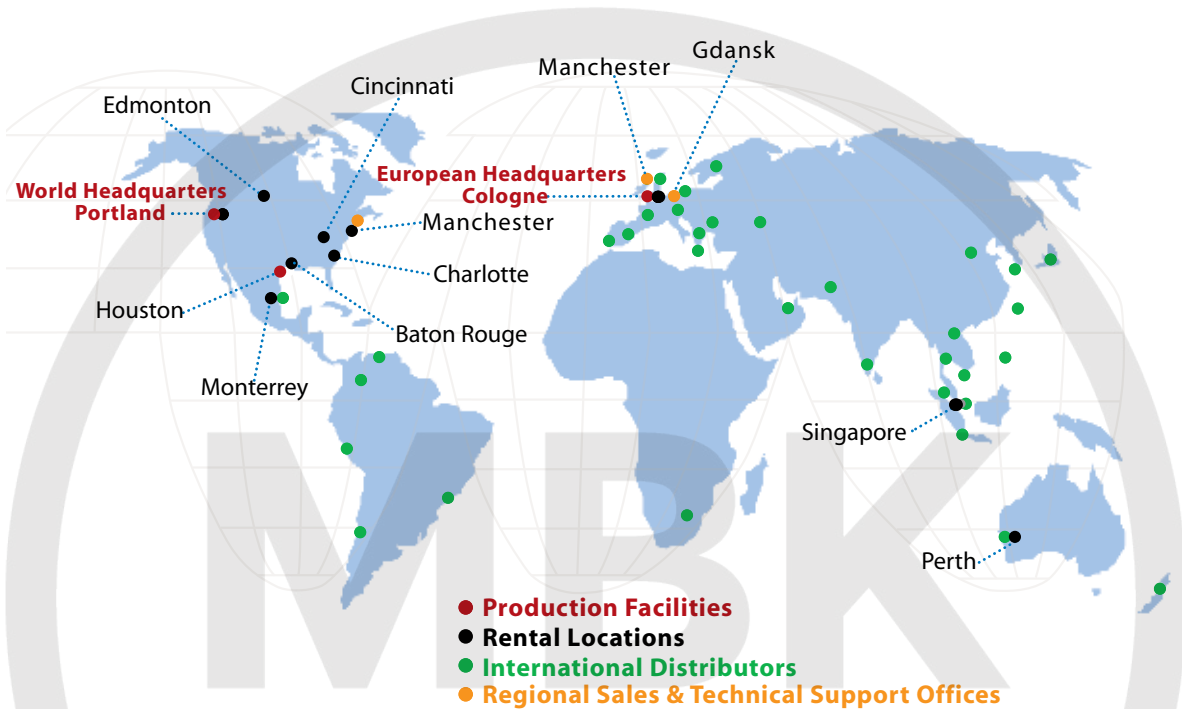 Gdansk
Manchester
Cincinnati
Edmonton
European Headquarters
Cologne
World Headquarters
Portland
Manchester
Charlotte
Houston
Baton Rouge
Monterrey
Singapore
Perth
MBK
Production Facilities
Rental Locations
International Distributors
Regional Sales & Technical Support Offices